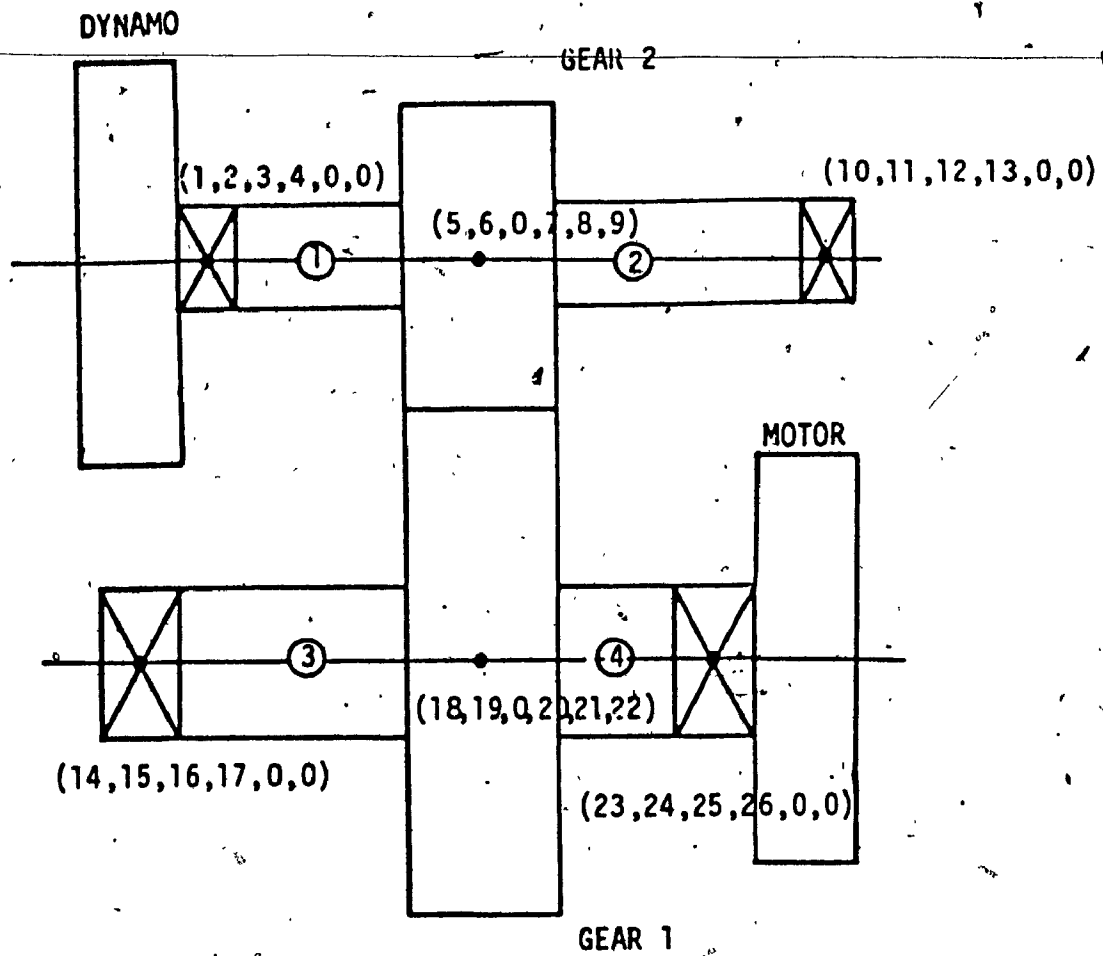 DYNAMO
GEAR 2
(1,2,3,4,0,0)
(10,11,12,13,0,0)
(5,6,0,7,8,9)
1
2
MOTOR
3
4
(18,19,0,20,21,22)
(14,15,16,17,0,0)
(23,24,25,26,0,0)
GEAR 1